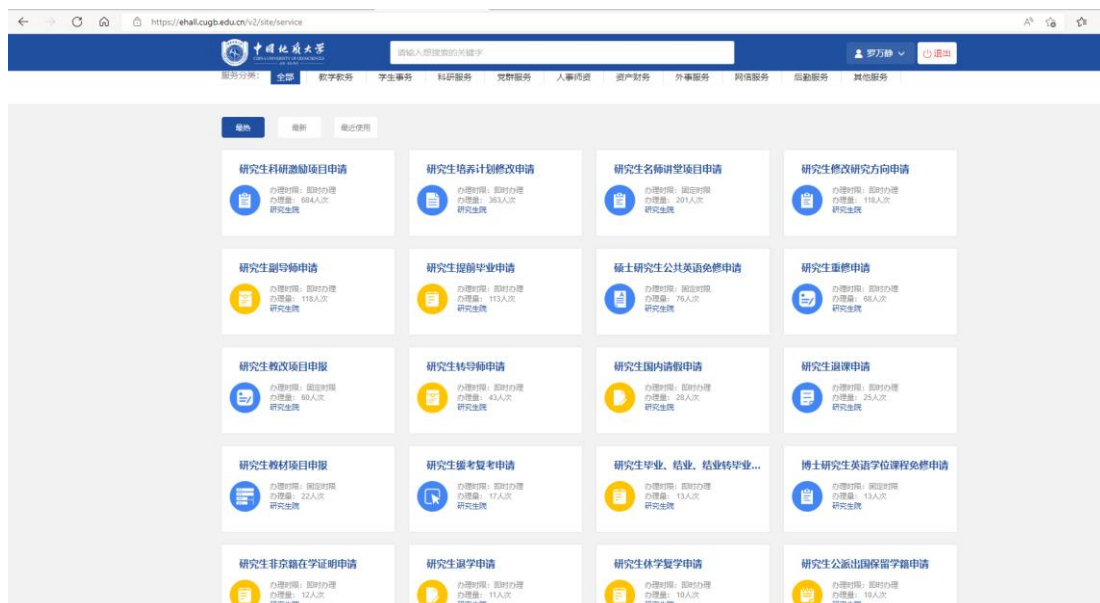 https://ehall.cugb.edu.cn/v2/site/service
中国地质大学
请输入想搜索的关键字
罗万静
退出
服务分类： 全部 教学教务 学生事务 科研服务 党群服务 人事师资 资产财务 外事服务 网信服务 后勤服务 其他服务
最热 最新 最近使用
研究生科研激励项目申请
办理时限：即时办理
办理量：684人次
研究生院
研究生培养计划修改申请
办理时限：即时办理
办理量：363人次
研究生院
研究生名师讲堂项目申请
办理时限：固定时限
办理量：201人次
研究生院
研究生修改研究方向申请
办理时限：即时办理
办理量：118人次
研究生院
研究生副导师申请
办理时限：即时办理
办理量：118人次
研究生院
研究生提前毕业申请
办理时限：即时办理
办理量：113人次
研究生院
硕士研究生公共英语免修申请
办理时限：固定时限
办理量：76人次
研究生院
研究生重修申请
办理时限：即时办理
办理量：68人次
研究生院
研究生教改项目申报
办理时限：固定时限
办理量：60人次
研究生院
研究生转导师申请
办理时限：即时办理
办理量：43人次
研究生院
研究生国内请假申请
办理时限：即时办理
办理量：28人次
研究生院
研究生退课申请
办理时限：即时办理
办理量：25人次
研究生院
研究生教材项目申报
办理时限：固定时限
办理量：22人次
研究生院
研究生缓考复考申请
办理时限：即时办理
办理量：17人次
研究生院
研究生毕业、结业、结业转毕业...
办理时限：即时办理
办理量：13人次
研究生院
博士研究生英语学位课程免修申请
办理时限：固定时限
办理量：13人次
研究生院
研究生非京籍在学证明申请
办理时限：即时办理
办理量：12人次
研究生退学申请
办理时限：即时办理
办理量：11人次
研究生休学复学申请
办理时限：即时办理
办理量：10人次
研究生公派出国保留学籍申请
办理时限：即时办理
办理量：10人次